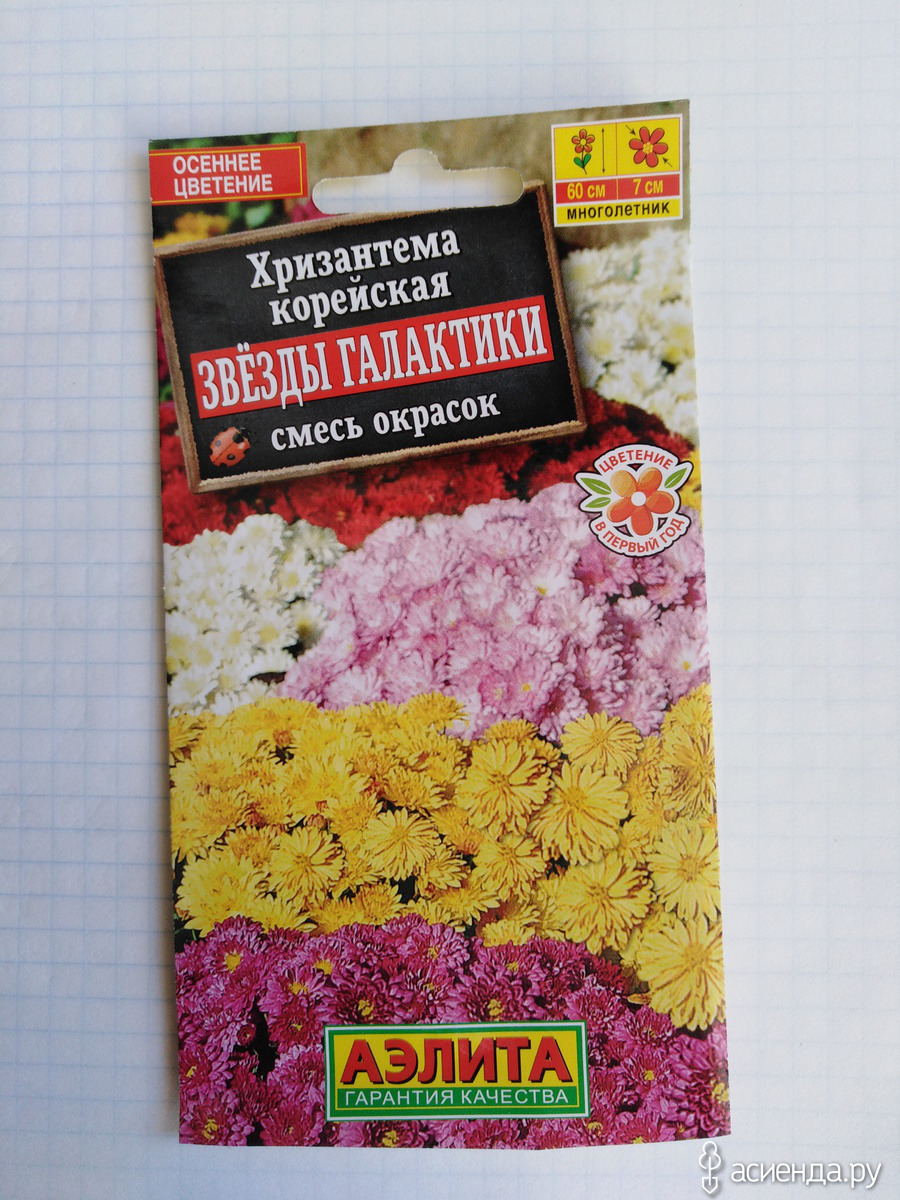 ОСЕННЕЕ
ЦВЕТЕНИЕ
60 см 7 см
МНОГОЛЕТНИК
Хризантема
корейская
ЗВЁЗДЫ ГАЛАКТИКИ
смесь окрасок
ЦВЕТЕНИЕ
В ПЕРВЫЙ ГОД
АЭЛИТА
ГАРАНТИЯ КАЧЕСТВА
асиенда.ру